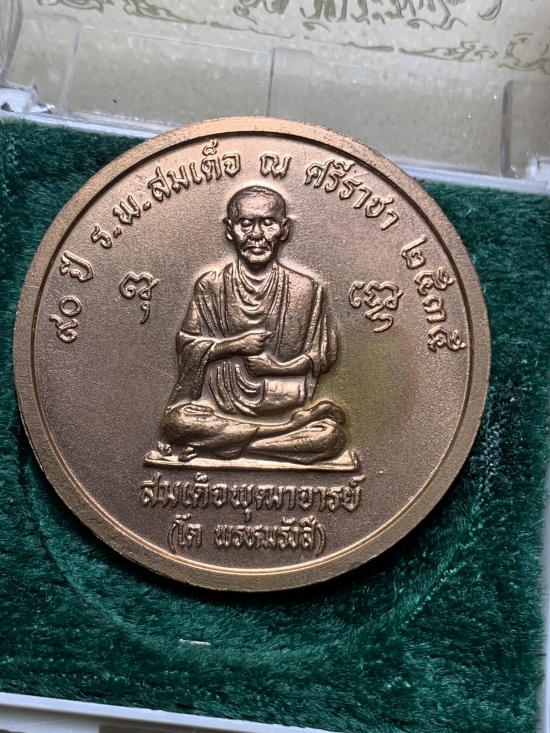 ๙๐ ปี ร.พ.สมเด็จ ณ ศรีราชา ๒๕๓๕
สมเด็จพุฒาจารย์
(โต พรหมรังสี)